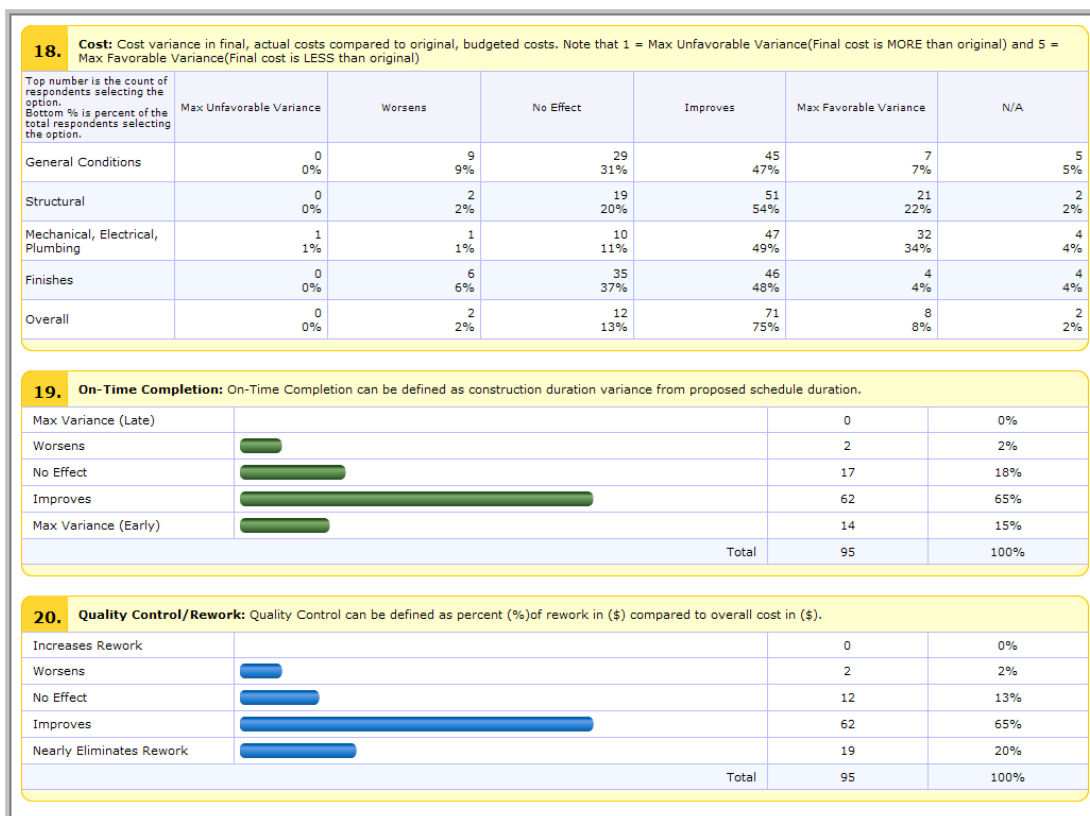 18. Cost: Cost variance in final, actual costs compared to original, budgeted costs. Note that 1 = Max Unfavorable Variance(Final cost is MORE than original) and 5 =
Max Favorable Variance(Final cost is LESS than original)
Top number is the count of
respondents selecting the
option.
Bottom % is percent of the
total respondents selecting
the option.
Max Unfavorable Variance Worsens No Effect Improves Max Favorable Variance N/A
General Conditions 0 9 29 45 7 5
0% 9% 31% 47% 7% 5%
Structural 0 2 19 51 21 2
0% 2% 20% 54% 22% 2%
Mechanical, Electrical, 1 1 10 47 32 4
Plumbing 1% 1% 11% 49% 34% 4%
Finishes 0 6 35 46 4 4
0% 6% 37% 48% 4% 4%
Overall 0 2 12 71 8 2
0% 2% 13% 75% 8% 2%
19. On-Time Completion: On-Time Completion can be defined as construction duration variance from proposed schedule duration.
Max Variance (Late) 0 0%
Worsens 2 2%
No Effect 17 18%
Improves 62 65%
Max Variance (Early) 14 15%
Total 95 100%
20. Quality Control/Rework: Quality Control can be defined as percent (%)of rework in ($) compared to overall cost in ($).
Increases Rework 0 0%
Worsens 2 2%
No Effect 12 13%
Improves 62 65%
Nearly Eliminates Rework 19 20%
Total 95 100%